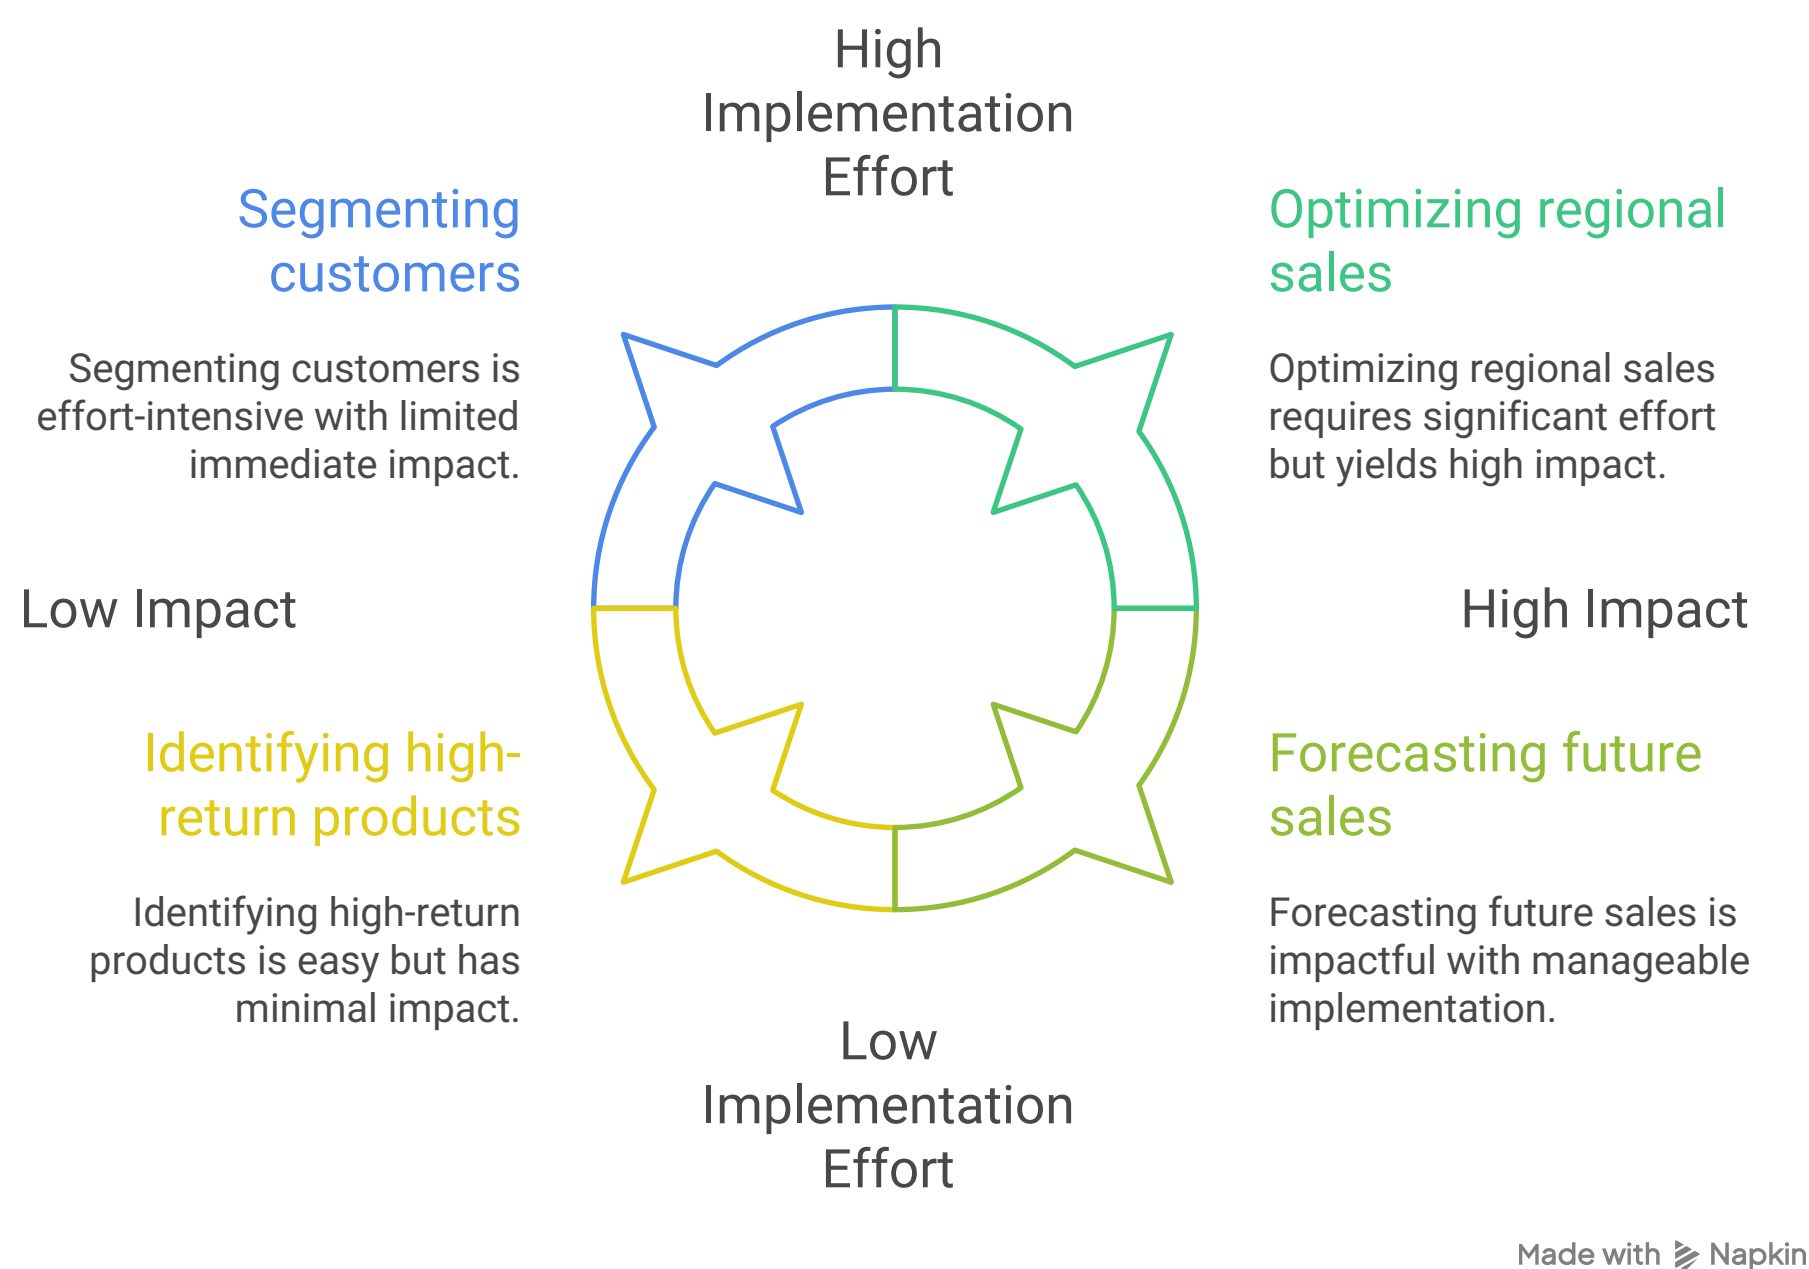 High
Implementation
Effort
Segmenting
customers
Segmenting customers is
effort-intensive with limited
immediate impact.
Optimizing regional
sales
Optimizing regional sales
requires significant effort
but yields high impact.
Low Impact
High Impact
Identifying high-
return products
Identifying high-return
products is easy but has
minimal impact.
Forecasting future
sales
Forecasting future sales is
impactful with manageable
implementation.
Low
Implementation
Effort
Made with Napkin